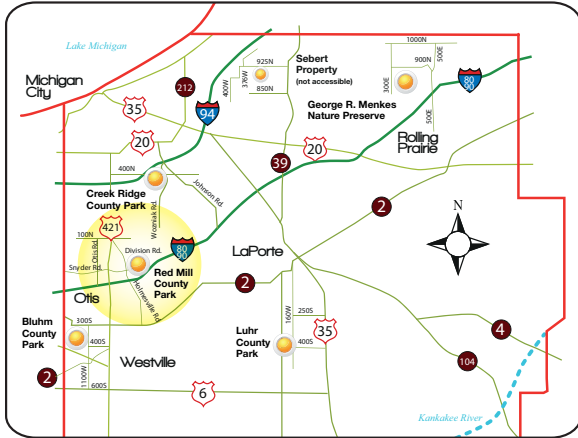 Lake Michigan
Michigan
City
212
35
20
94
925N
376W
400W
850N
Sebert
Property
(not accessible)
1000N
500E
900N
300E
500E
80
90
George R. Menkes
Nature Preserve
Rolling
Prairie
20
39
400N
Creek Ridge
County Park
Wozniak Rd.
Johnson Rd.
2
N
421
100N
Otis Rd.
Division Rd.
80
90
Snyder Rd.
Red Mill
County
Park
Holmesville Rd.
LaPorte
2
Otis
Bluhm
County
Park
300S
400S
1100W
2
600S
Westville
6
160W
250S
400S
Luhr
County
Park
35
4
104
Kankakee River